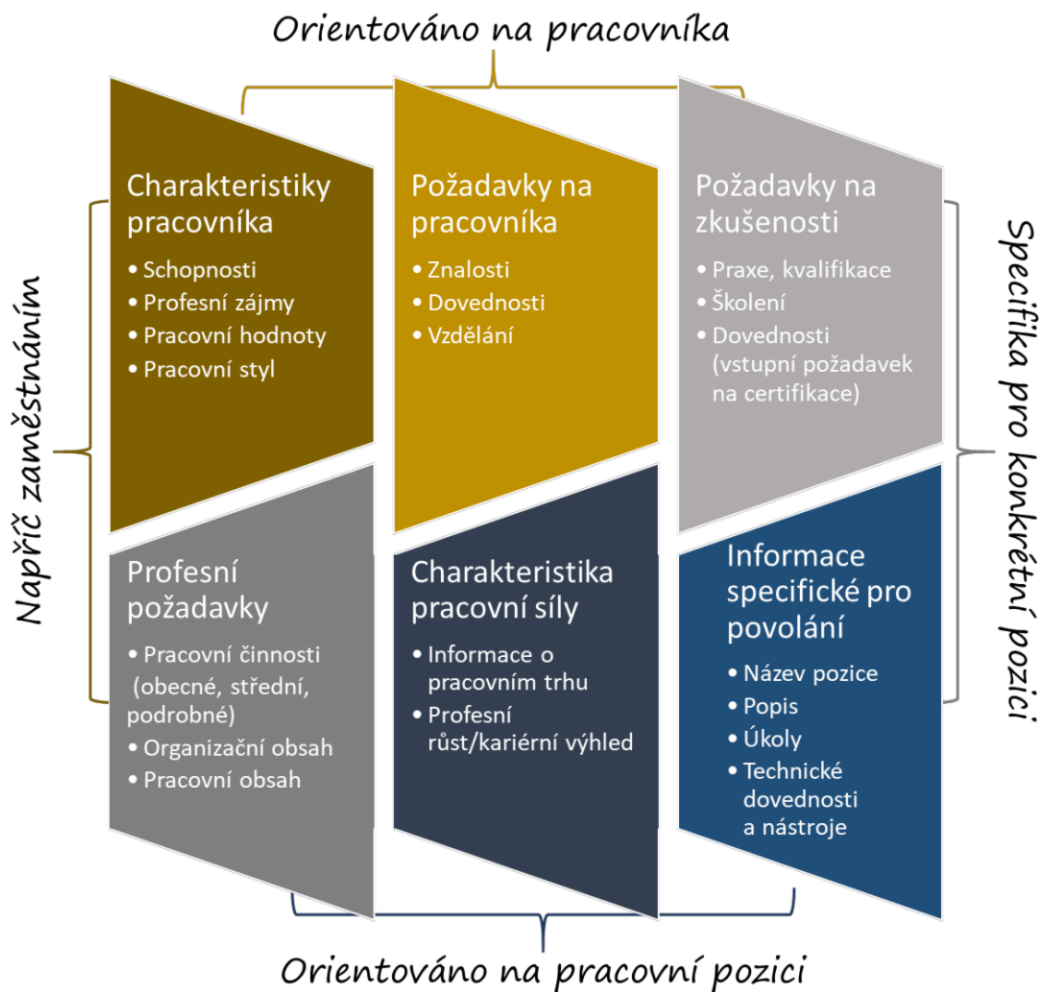 Orientováno na pracovníka
Napříč zaměstnáním
Charakteristiky
pracovníka
• Schopnosti
• Profesní zájmy
• Pracovní hodnoty
• Pracovní styl
Požadavky na
pracovníka
• Znalosti
• Dovednosti
• Vzdělání
Požadavky na
zkušenosti
• Praxe, kvalifikace
• Školení
• Dovednosti
(vstupní požadavek
na certifikace)
Specifika pro konkrétní pozici
Profesní
požadavky
• Pracovní činnosti
(obecné, střední,
podrobné)
• Organizační obsah
• Pracovní obsah
Charakteristika
pracovní síly
• Informace o
pracovním trhu
• Profesní
růst/kariérní výhled
Informace
specifické pro
povolání
• Název pozice
• Popis
• Úkoly
• Technické
dovednosti
a nástroje
Orientováno na pracovní pozici